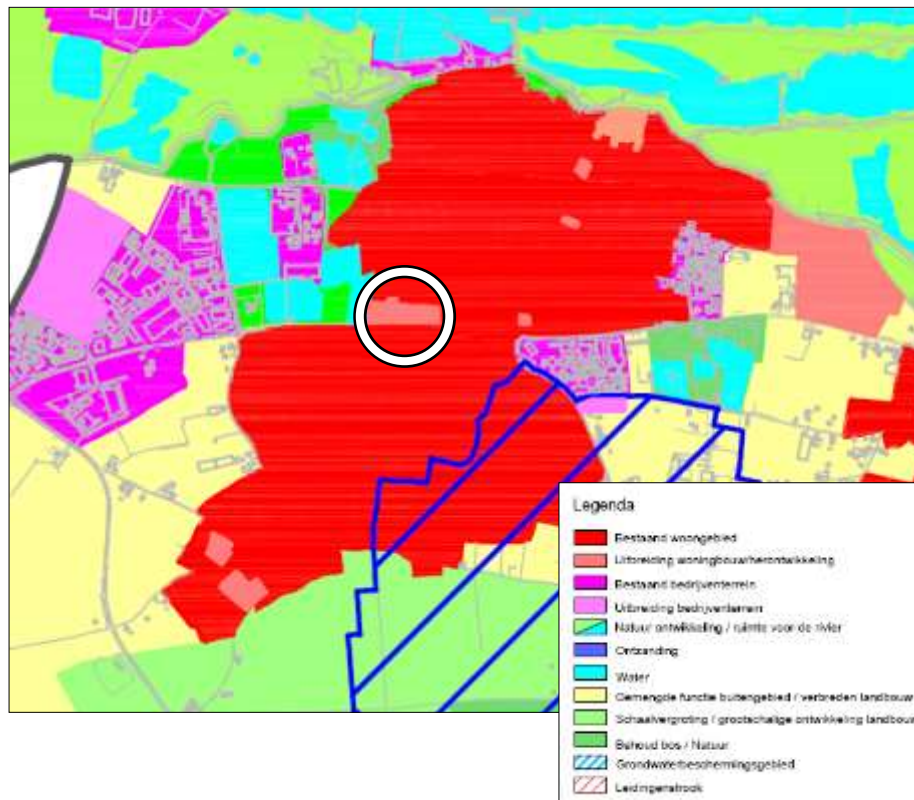 Legenda
Bestaand woongebied
Uitbreiding woningbouw/herontwikkeling
Bestaand bedrijventerrein
Uitbreiding bedrijventerrein
Natuur ontwikkeling / ruimte voor de rivier
Ontzanding
Water
Gemengde functie buitengebied / verbreden landbouw
Schaalvergroting / grootschalige ontwikkeling landbouw
Behoud bos / Natuur
Grondwaterbeschermingsgebied
Leidingenstrook